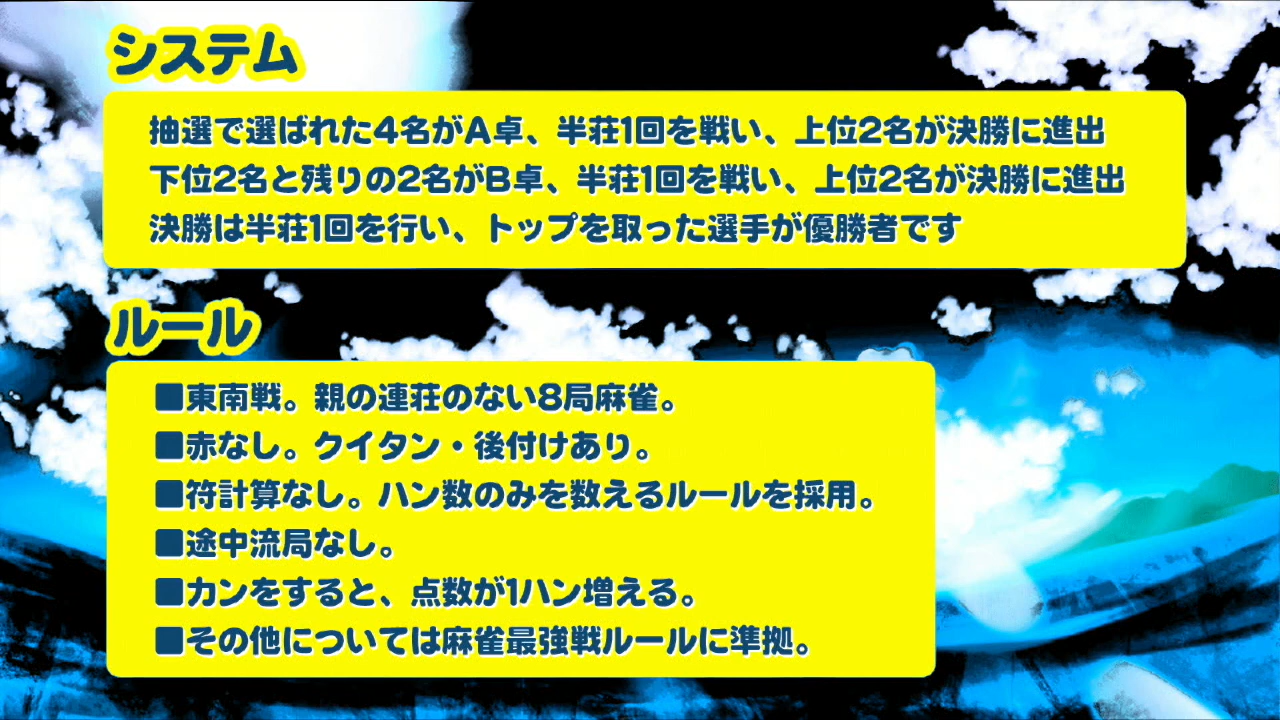 システム
抽選で選ばれた4名がA卓、半荘1回を戦い、上位2名が決勝に進出
下位2名と残りの2名がB卓、半荘1回を戦い、上位2名が決勝に進出
決勝は半荘1回を行い、トップを取った選手が優勝者です
ルール
■東南戦。親の連荘のない8局麻雀。
■赤なし。クイタン・後付けあり。
■符計算なし。ハン数のみを数えるルールを採用。
■途中流局なし。
■カンをすると、点数が1ハン増える。
■その他については麻雀最強戦ルールに準拠。